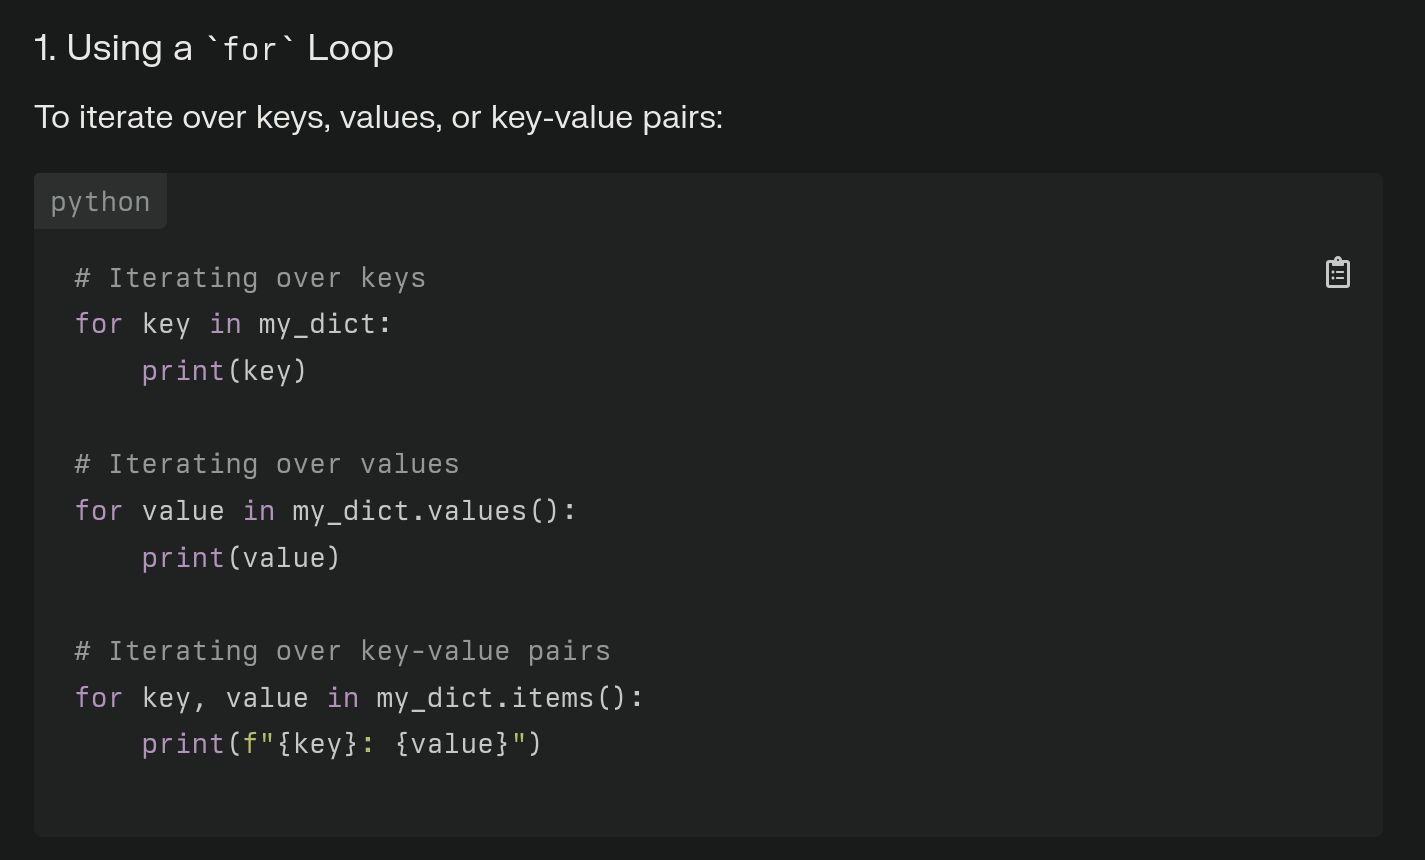 1. Using a `for` Loop
To iterate over keys, values, or key-value pairs:
python
# Iterating over keys
for key in my_dict:
    print(key)
# Iterating over values
for value in my_dict.values():
    print(value)
# Iterating over key-value pairs
for key, value in my_dict.items():
    print(f"{key}: {value}")